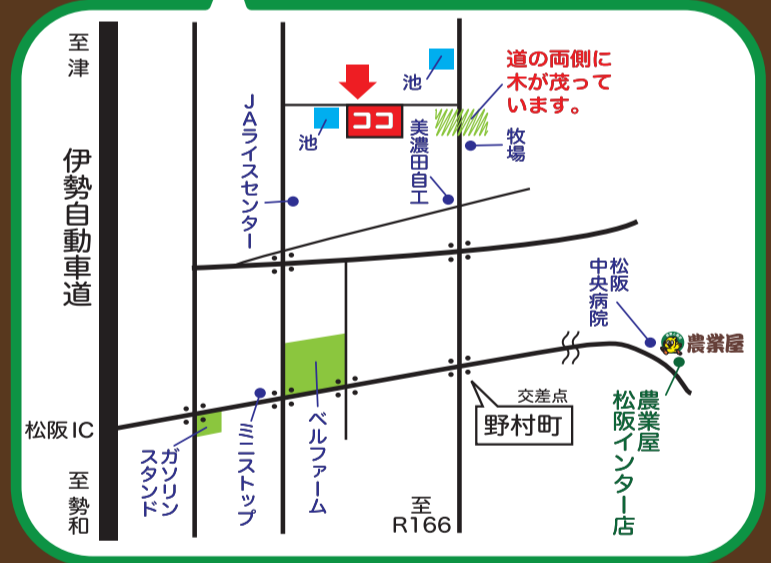 至
津
伊勢自動車道
松阪IC
至
勢和
JAライスセンター
池
ココ
池
道の両側に
木が茂って
います。
美濃田自工
牧場
松阪
中央病院
農業屋
農業屋
松阪インター店
交差点
野村町
ガソリン
スタンド
ミニストップ
ベルファーム
至
R166